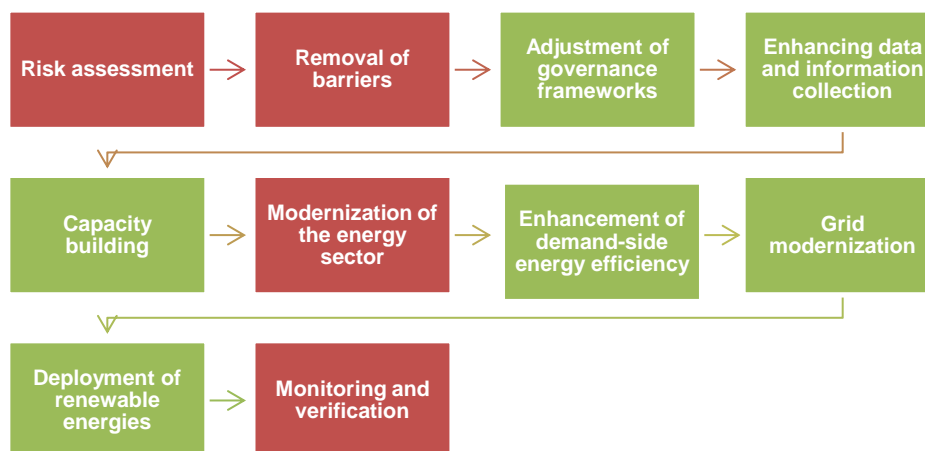 Risk assessment
Removal of
barriers
Adjustment of
governance
frameworks
Enhancing data
and information
collection
Capacity
building
Modernization of
the energy
sector
Enhancement of
demand-side
energy efficiency
Grid
modernization
Deployment of
renewable
energies
Monitoring and
verification